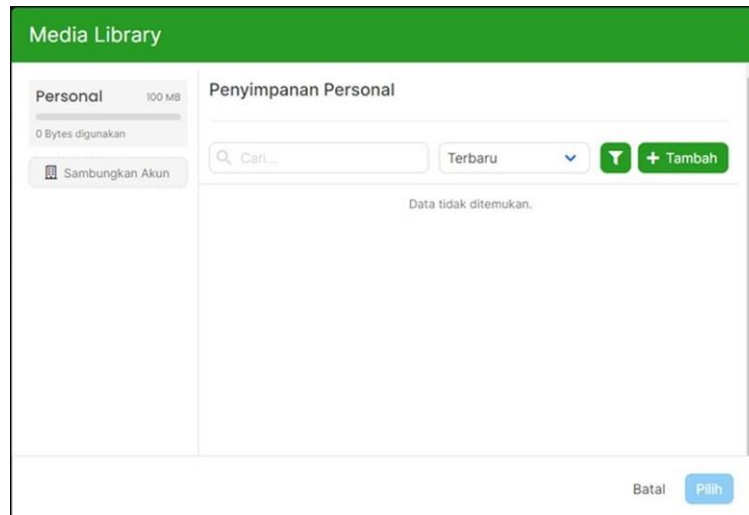 Media Library
Personal 100 MB
0 Bytes digunakan
Sambungkan Akun
Penyimpanan Personal
Cari...
Terbaru
+ Tambah
Data tidak ditemukan.
Batal
Pilih